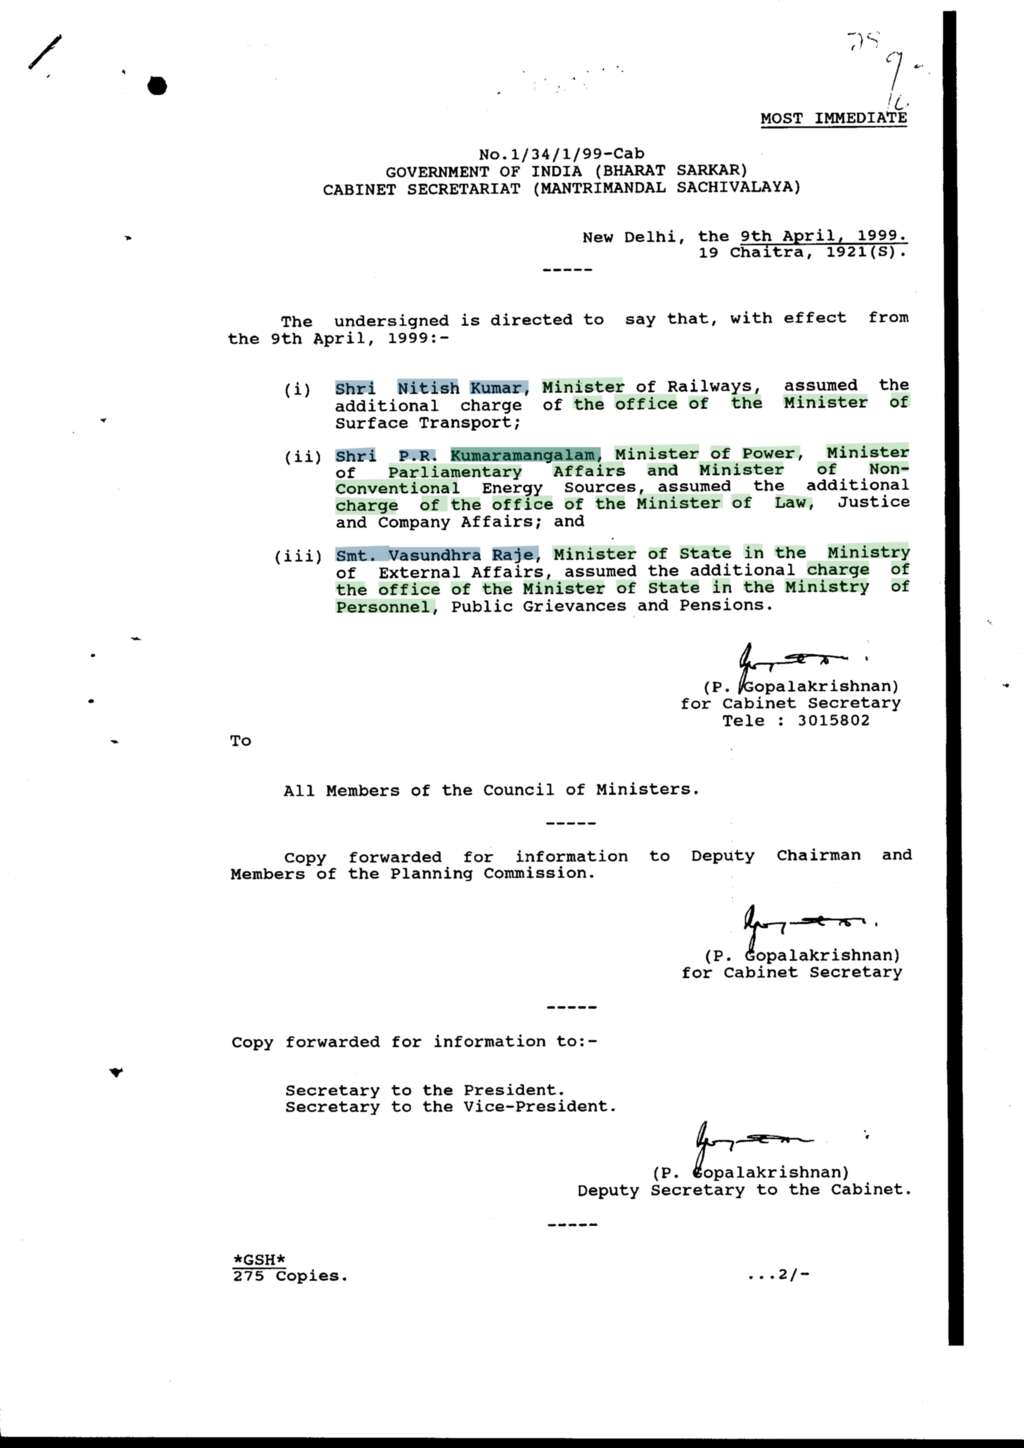 MOST IMMEDIATE
No.1/34/1/99-Cab
GOVERNMENT OF INDIA (BHARAT SARKAR)
CABINET SECRETARIAT (MANTRIMANDAL SACHIVALAYA)
New Delhi, the 9th April, 1999.
19 Chaitra, 1921(S).
-----
The undersigned is directed to say that, with effect from
the 9th April, 1999:-
(i) Shri Nitish Kumar, Minister of Railways, assumed the
additional charge of the office of the Minister of
Surface Transport;
(ii) Shri P.R. Kumaramangalam, Minister of Power, Minister
of Parliamentary Affairs and Minister of Non-
Conventional Energy Sources, assumed the additional
charge of the office of the Minister of Law, Justice
and Company Affairs; and
(iii) Smt. Vasundhra Raje, Minister of State in the Ministry
of External Affairs, assumed the additional charge of
the office of the Minister of State in the Ministry of
Personnel, Public Grievances and Pensions.
(P. Gopalakrishnan)
for Cabinet Secretary
Tele : 3015802
To
All Members of the Council of Ministers.
-----
Copy forwarded for information to Deputy Chairman and
Members of the Planning Commission.
(P. Gopalakrishnan)
for Cabinet Secretary
-----
Copy forwarded for information to:-
Secretary to the President.
Secretary to the Vice-President.
(P. Gopalakrishnan)
Deputy Secretary to the Cabinet.
-----
*GSH*
275 Copies.
...2/-